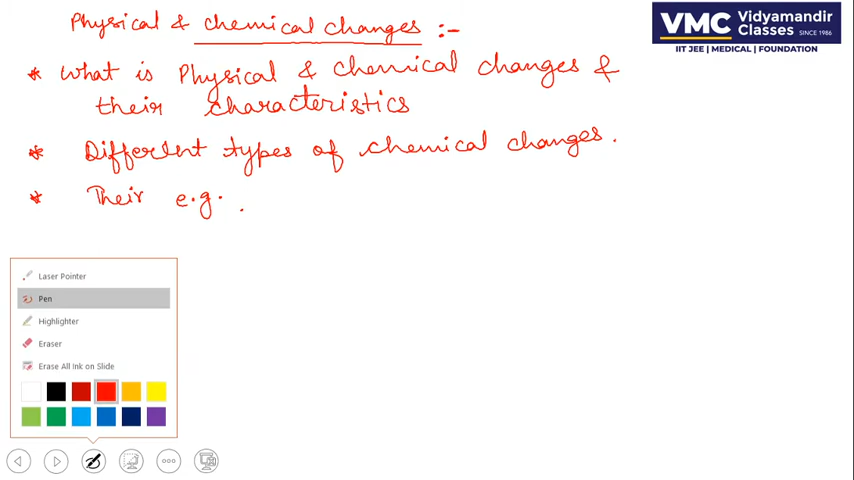 Physical & chemical changes :-
VMC Vidyamandir Classes SINCE 1986
IIT JEE | MEDICAL | FOUNDATION
* What is Physical & chemical changes &
their characteristics
* Different types of chemical changes.
* Their e.g.
Laser Pointer
Pen
Highlighter
Eraser
Erase All Ink on Slide